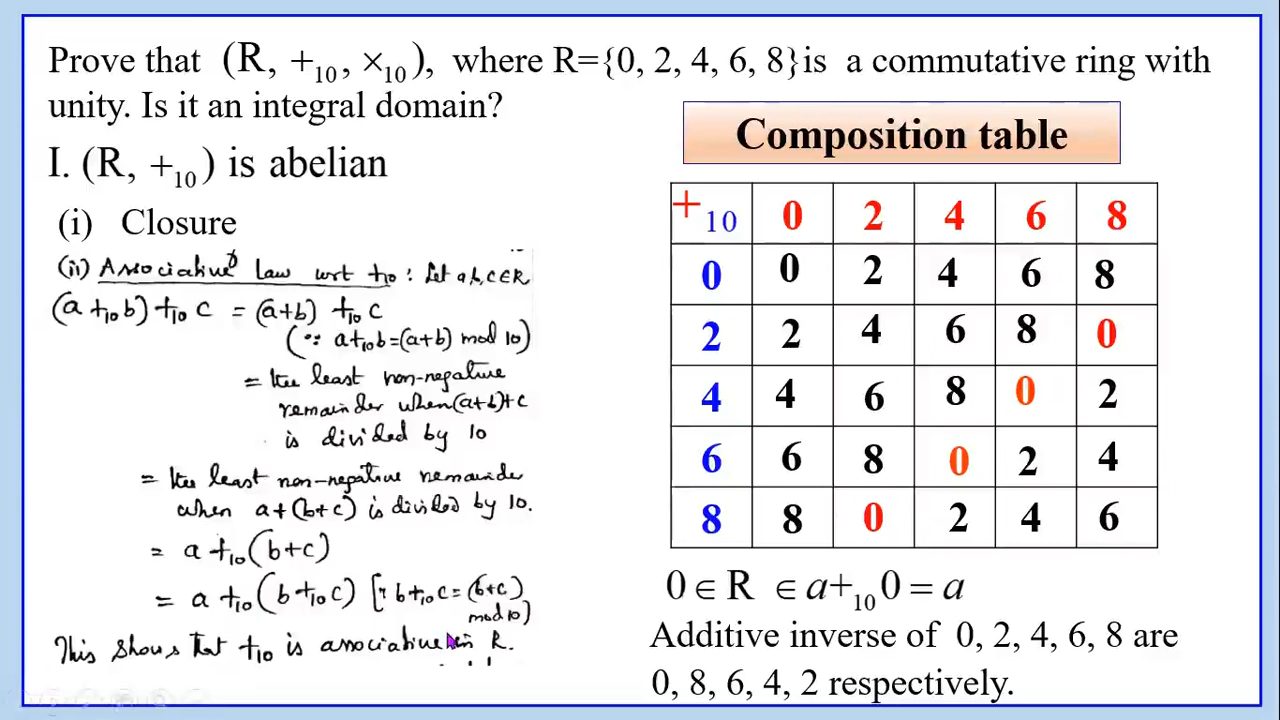 Prove that (R, +₁₀, ×₁₀), where R={0, 2, 4, 6, 8}is a commutative ring with
unity. Is it an integral domain?
I. (R, +₁₀) is abelian
(i) Closure
(ii) Associative Law wrt +₁₀ : Let a,b,c∈R
(a +₁₀ b) +₁₀ c = (a+b) +₁₀ c
(∵ a+₁₀b=(a+b) mod 10)
= the least non-negative
remainder when (a+b)+c
is divided by 10
= the least non-negative remainder
when a+(b+c) is divided by 10.
= a +₁₀ (b+c)
= a +₁₀ (b+₁₀c) [∵ b+₁₀c = (b+c)
mod 10)
This shows that +₁₀ is associative in R.
Composition table
+₁₀ 0 2 4 6 8
0 0 2 4 6 8
2 2 4 6 8 0
4 4 6 8 0 2
6 6 8 0 2 4
8 8 0 2 4 6
0 ∈ R ∈ a+₁₀0 = a
Additive inverse of 0, 2, 4, 6, 8 are
0, 8, 6, 4, 2 respectively.